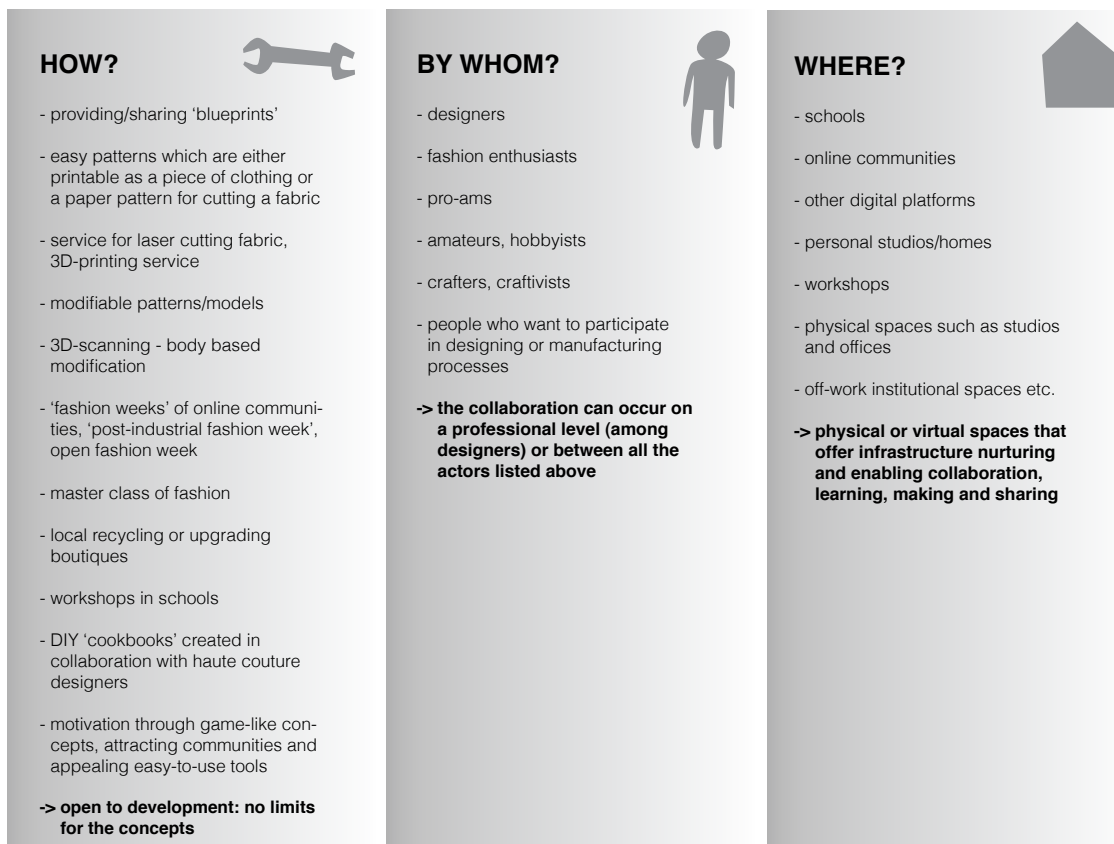 HOW?
- providing/sharing ‘blueprints’
- easy patterns which are either
printable as a piece of clothing or
a paper pattern for cutting a fabric
- service for laser cutting fabric,
3D-printing service
- modifiable patterns/models
- 3D-scanning - body based
modification
- ‘fashion weeks’ of online communi-
ties, ‘post-industrial fashion week’,
open fashion week
- master class of fashion
- local recycling or upgrading
boutiques
- workshops in schools
- DIY ‘cookbooks’ created in
collaboration with haute couture
designers
- motivation through game-like con-
cepts, attracting communities and
appealing easy-to-use tools
-> open to development: no limits
for the concepts
BY WHOM?
- designers
- fashion enthusiasts
- pro-ams
- amateurs, hobbyists
- crafters, craftivists
- people who want to participate
in designing or manufacturing
processes
-> the collaboration can occur on
a professional level (among
designers) or between all the
actors listed above
WHERE?
- schools
- online communities
- other digital platforms
- personal studios/homes
- workshops
- physical spaces such as studios
and offices
- off-work institutional spaces etc.
-> physical or virtual spaces that
offer infrastructure nurturing
and enabling collaboration,
learning, making and sharing